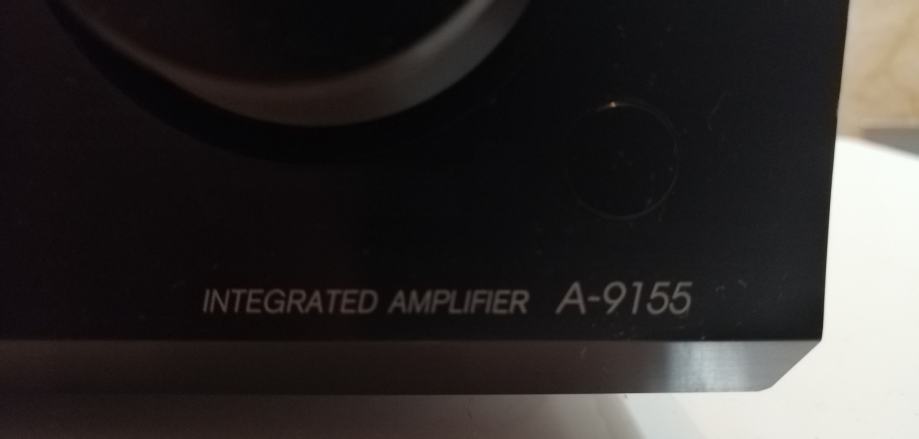 INTEGRATED AMPLIFIER A-9155